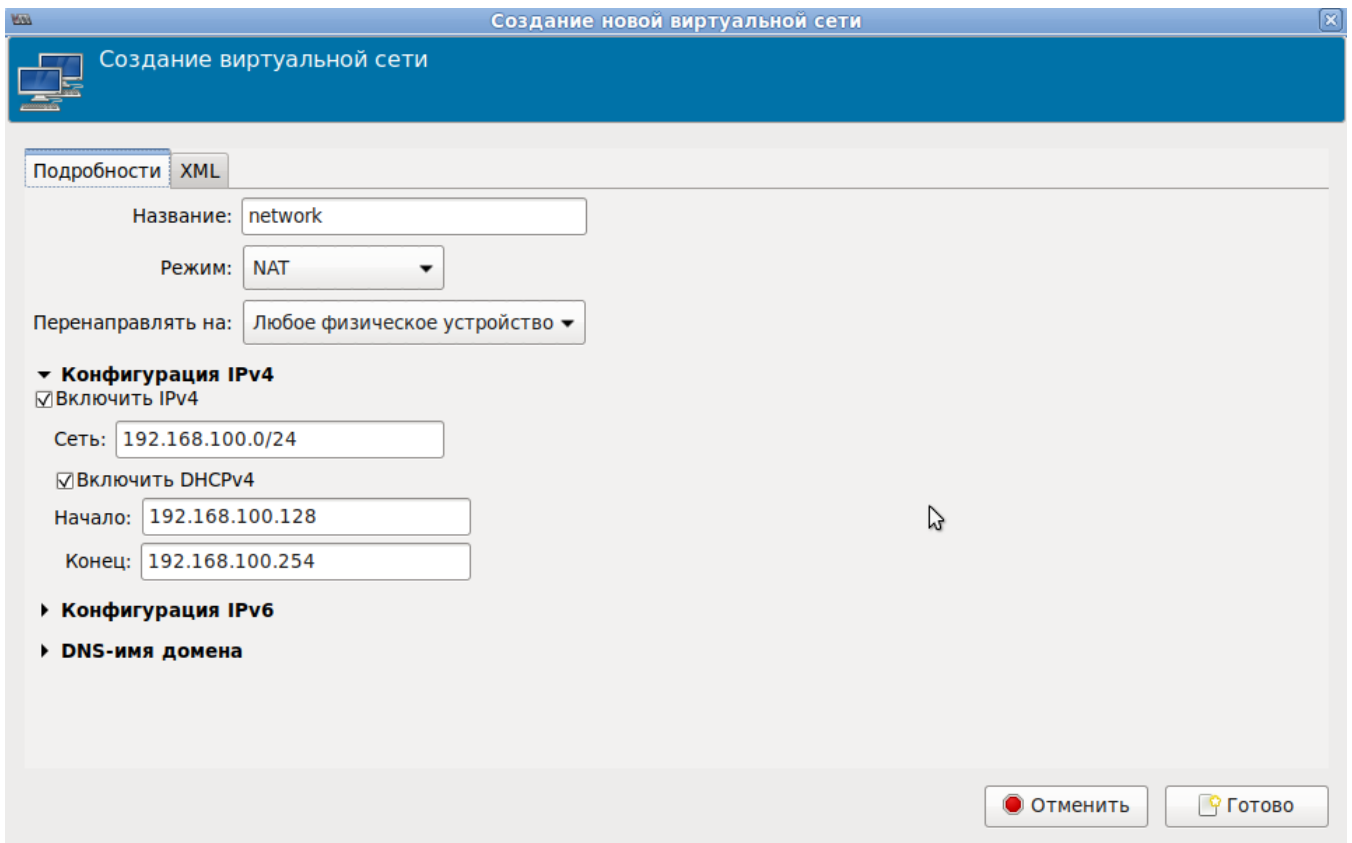 Создание новой виртуальной сети
Создание виртуальной сети
Подробности XML
Название: network
Режим: NAT
Перенаправлять на: Любое физическое устройство
Конфигурация IPv4
Включить IPv4
Сеть: 192.168.100.0/24
Включить DHCPv4
Начало: 192.168.100.128
Конец: 192.168.100.254
Конфигурация IPv6
DNS-имя домена
Отменить Готово